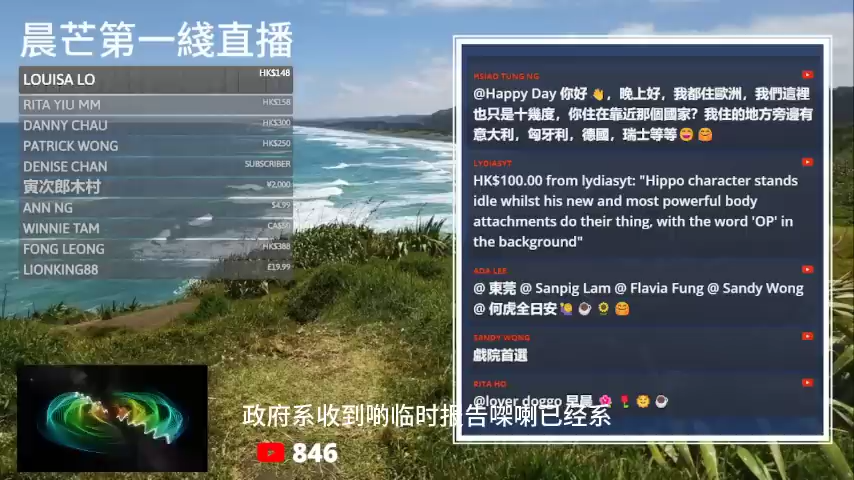 晨芒第一綫直播
LOUISA LO HK$148
RITA YIU MM HK$158
DANNY CHAU HK$300
PATRICK WONG HK$250
DENISE CHAN SUBSCRIBER
寅次郎木村 ¥2,000
ANN NG $4.99
WINNIE TAM CA$50
FONG LEONG HK$388
LIONKING88 £19.99
HSIAO TUNG NG
@Happy Day 你好 👋，晚上好，我都住歐洲，我們這裡
也只是十幾度，你住在靠近那個國家？我住的地方旁邊有
意大利，匈牙利，德國，瑞士等等😄 🤗
LYDIASYT
HK$100.00 from lydiasyt: "Hippo character stands
idle whilst his new and most powerful body
attachments do their thing, with the word 'OP' in
the background"
ADA LEE
@ 東莞 @ Sanpig Lam @ Flavia Fung @ Sandy Wong
@ 何虎全日安🙋 ☕ 🌻 🤗
SANDY WONG
戲院首選
RITA HO
@lover doggo 早晨 🌺 🌷 🌞 ☕
政府系收到啲临时报告㗎喇已经系
846